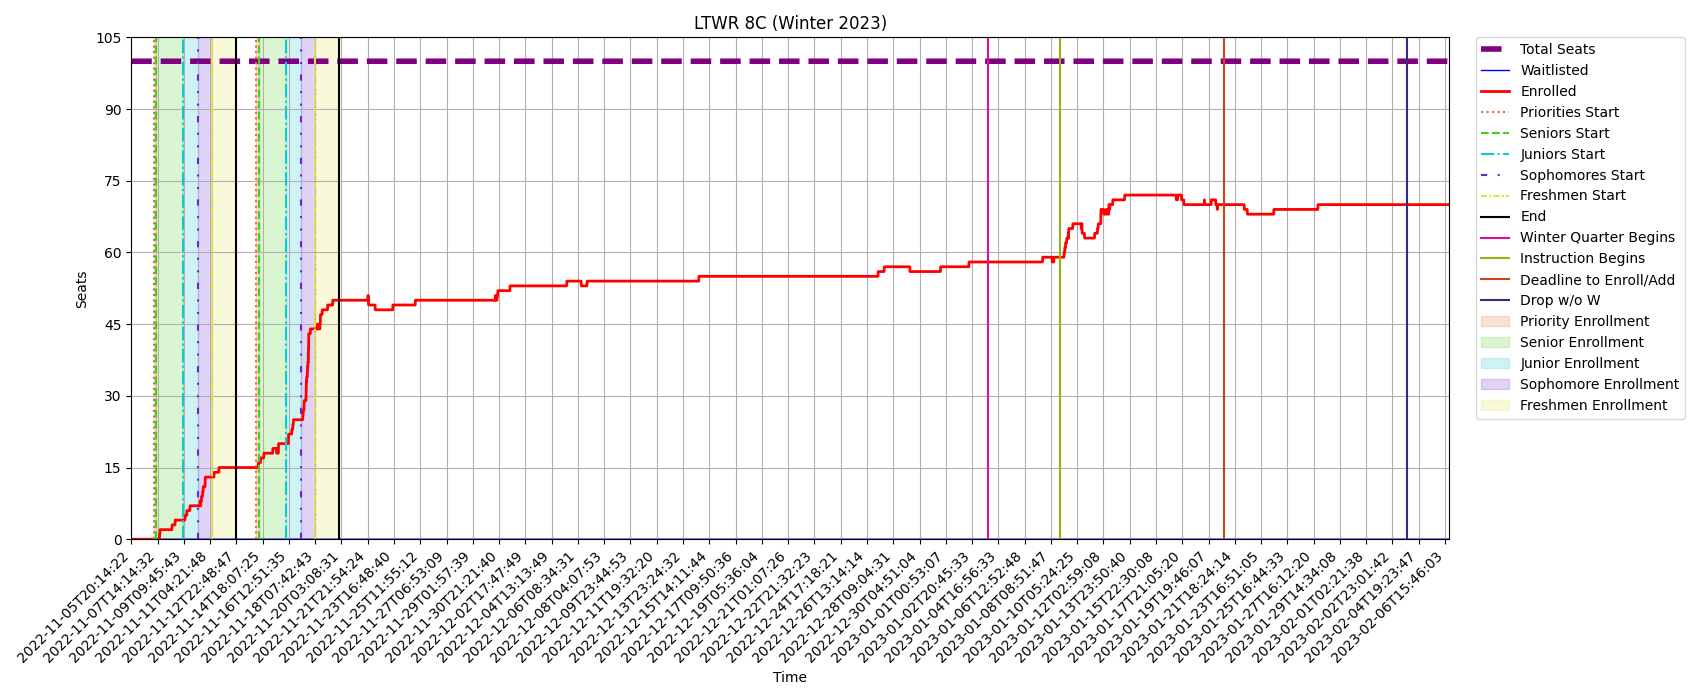 LTWR 8C (Winter 2023)
105
90
75
60
45
30
15
0
Seats
2022-11-05T20:14:22
2022-11-07T14:14:32
2022-11-09T09:45:43
2022-11-11T04:21:48
2022-11-12T22:48:47
2022-11-14T18:07:25
2022-11-16T12:51:35
2022-11-18T07:42:43
2022-11-20T03:08:31
2022-11-21T21:54:24
2022-11-23T16:48:40
2022-11-25T11:55:12
2022-11-27T06:53:09
2022-11-29T01:57:39
2022-11-30T21:21:40
2022-12-02T17:47:49
2022-12-04T13:13:49
2022-12-06T08:34:31
2022-12-08T04:07:53
2022-12-09T23:44:53
2022-12-11T19:32:20
2022-12-13T23:24:32
2022-12-15T14:11:44
2022-12-17T09:50:36
2022-12-19T05:36:04
2022-12-21T01:07:26
2022-12-22T21:32:23
2022-12-24T17:18:21
2022-12-26T13:14:14
2022-12-28T09:04:31
2022-12-30T04:51:04
2023-01-01T00:53:07
2023-01-02T20:45:33
2023-01-04T16:56:33
2023-01-06T12:52:48
2023-01-08T08:51:47
2023-01-10T05:24:25
2023-01-12T02:59:08
2023-01-13T23:50:40
2023-01-15T22:30:08
2023-01-17T21:05:20
2023-01-19T19:46:07
2023-01-21T18:24:14
2023-01-23T16:51:05
2023-01-25T16:44:33
2023-01-27T16:12:20
2023-01-29T14:34:08
2023-02-01T02:21:38
2023-02-02T23:01:42
2023-02-04T19:23:47
2023-02-06T15:46:03
Time
Total Seats
Waitlisted
Enrolled
Priorities Start
Seniors Start
Juniors Start
Sophomores Start
Freshmen Start
End
Winter Quarter Begins
Instruction Begins
Deadline to Enroll/Add
Drop w/o W
Priority Enrollment
Senior Enrollment
Junior Enrollment
Sophomore Enrollment
Freshmen Enrollment